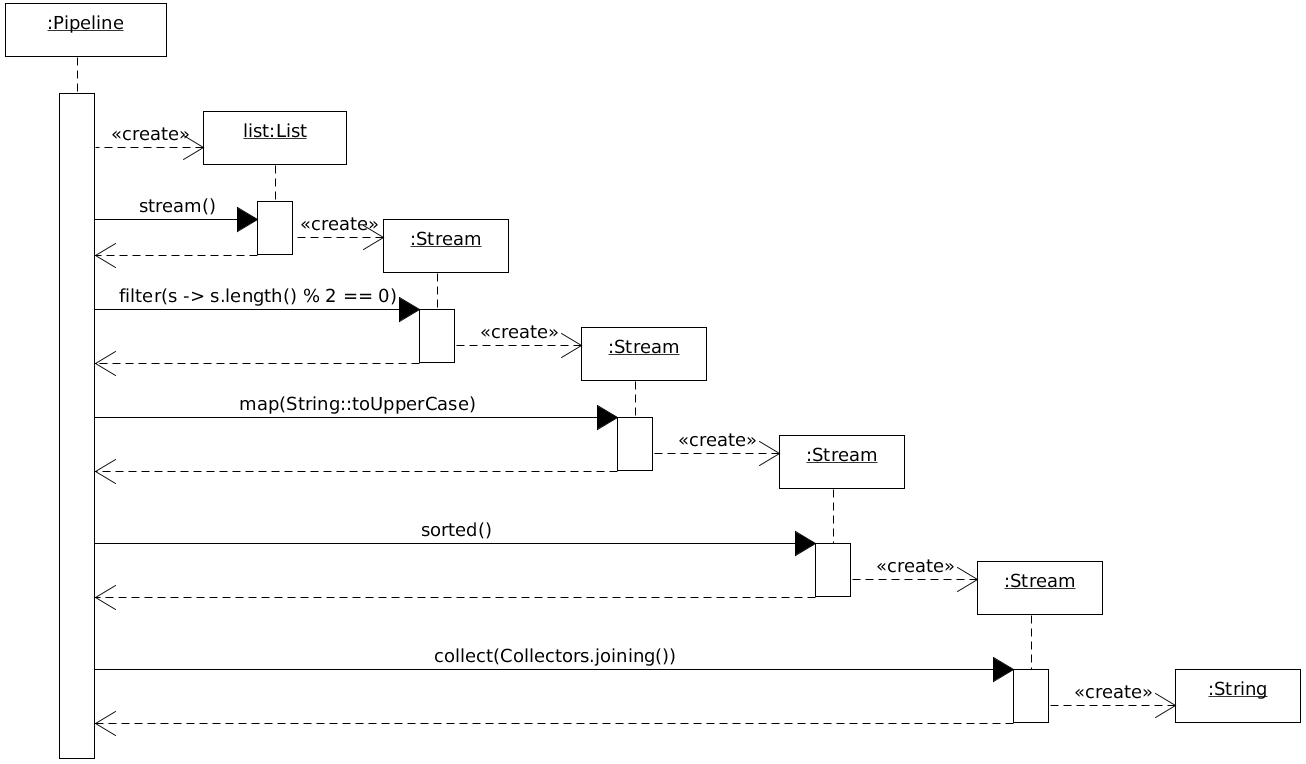 :Pipeline
«create»
list:List
stream()
«create»
:Stream
filter(s -> s.length() % 2 == 0)
«create»
:Stream
map(String::toUpperCase)
«create»
:Stream
sorted()
«create»
:Stream
collect(Collectors.joining())
«create»
:String